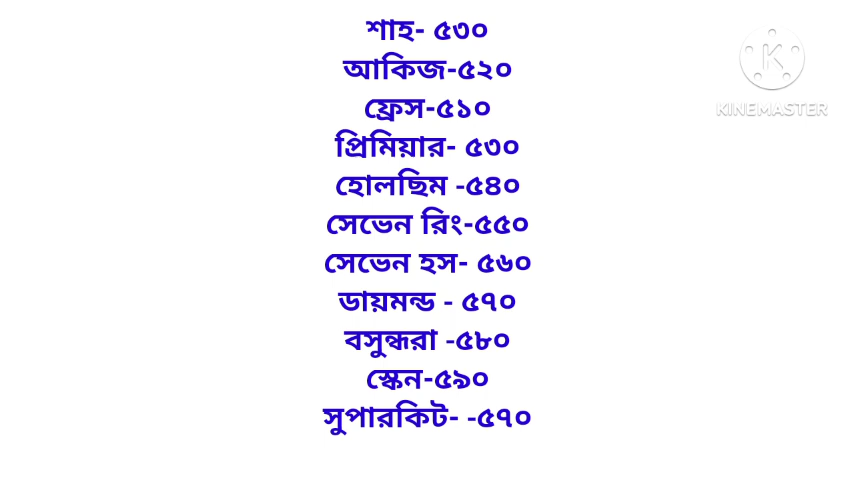 শাহ- ৫৩০
আকিজ-৫২০
ফ্রেস-৫১০
প্রিমিয়ার- ৫৩০
হোলছিম -৫৪০
সেভেন রিং-৫৫০
সেভেন হস- ৫৬০
ডায়মন্ড - ৫৭০
বসুন্ধরা -৫৮০
স্কেন-৫৯০
সুপারকিট- -৫৭০
KINEMASTER